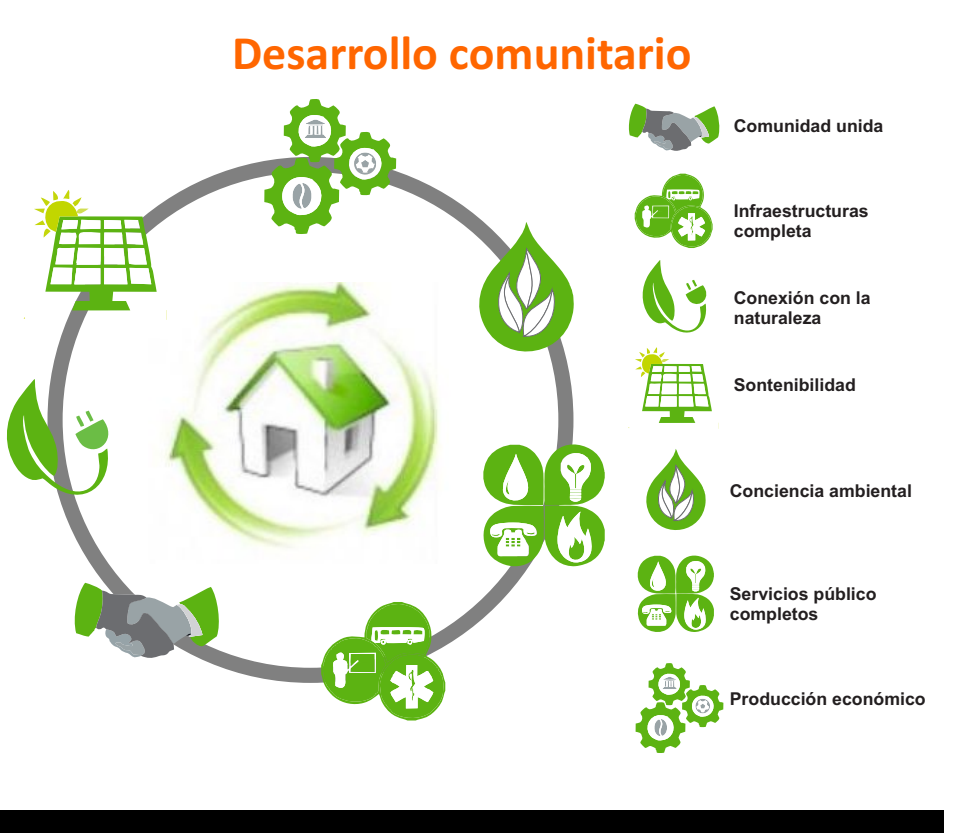 Desarrollo comunitario
Comunidad unida
Infraestructuras
completa
Conexión con la
naturaleza
Sontenibilidad
Conciencia ambiental
Servicios público
completos
Producción económico